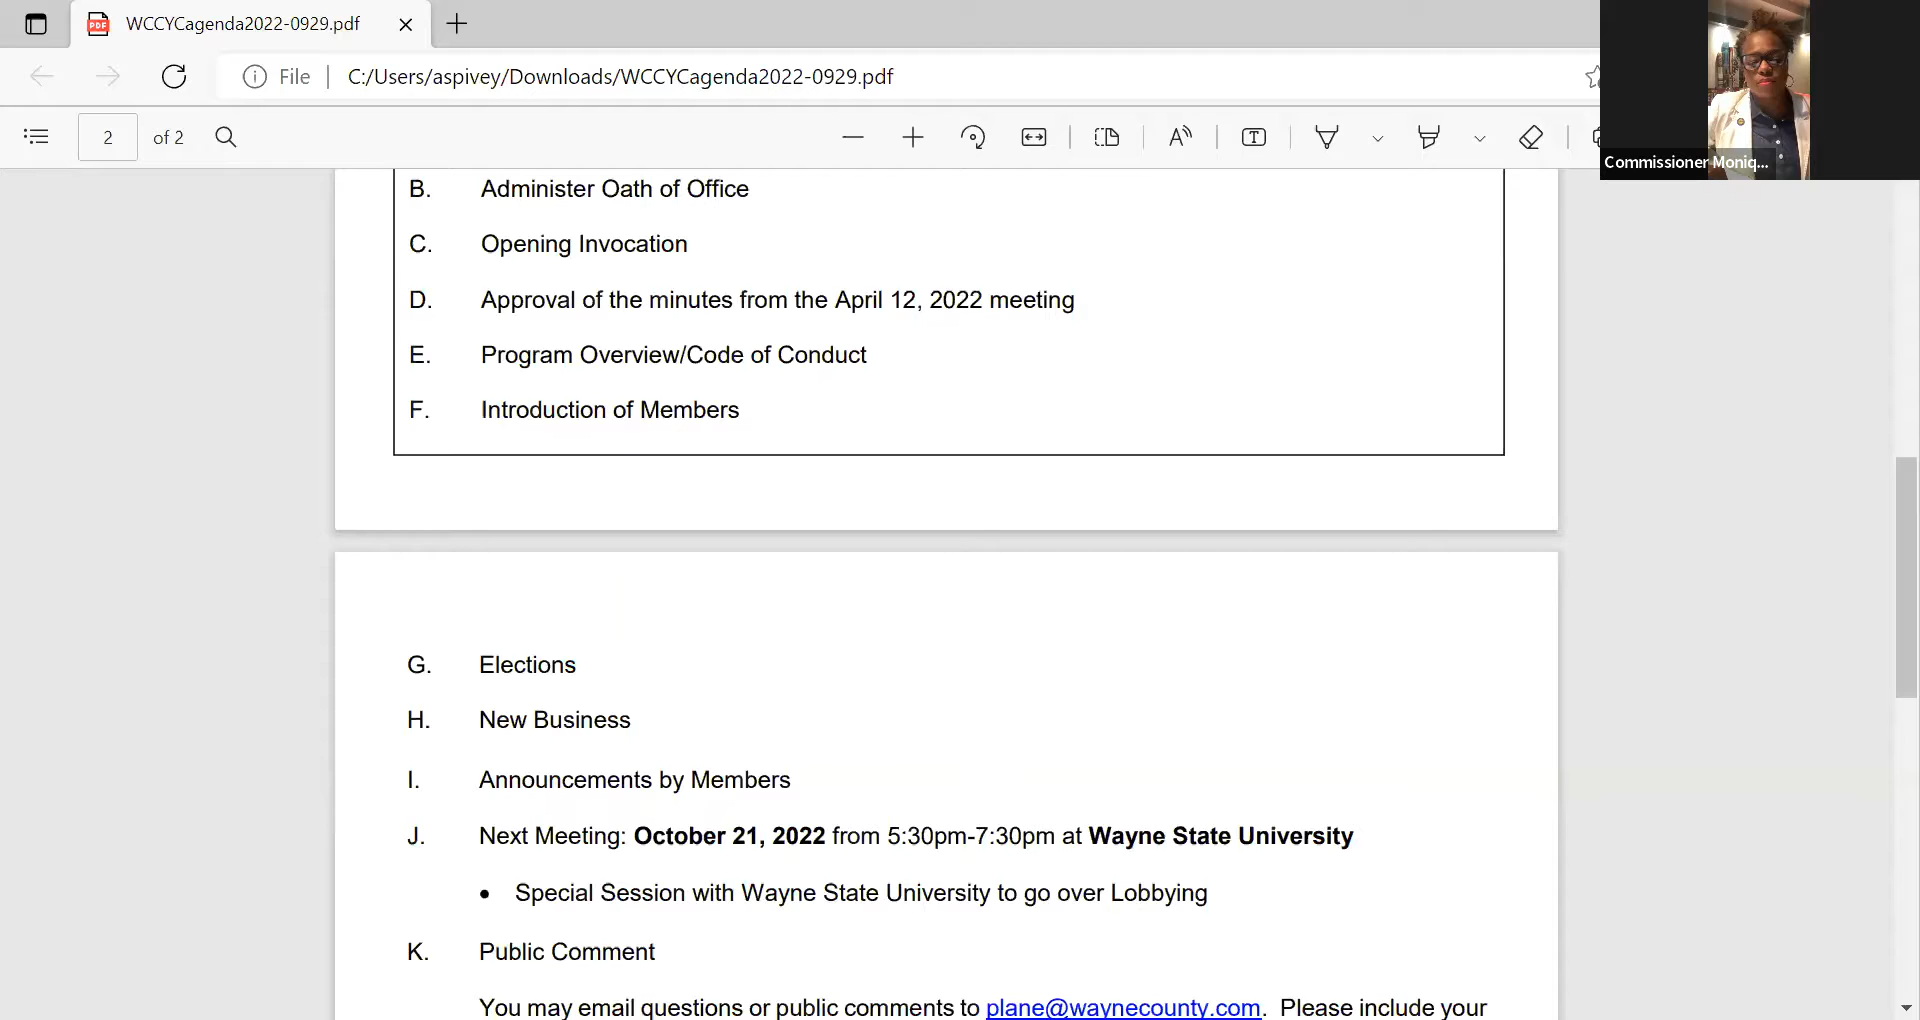 WCCYCagenda2022-0929.pdf
File | C:/Users/aspivey/Downloads/WCCYCagenda2022-0929.pdf
2 of 2
Commissioner Moniq...
B. Administer Oath of Office
C. Opening Invocation
D. Approval of the minutes from the April 12, 2022 meeting
E. Program Overview/Code of Conduct
F. Introduction of Members
G. Elections
H. New Business
I. Announcements by Members
J. Next Meeting: October 21, 2022 from 5:30pm-7:30pm at Wayne State University
• Special Session with Wayne State University to go over Lobbying
K. Public Comment
You may email questions or public comments to plane@waynecounty.com. Please include your